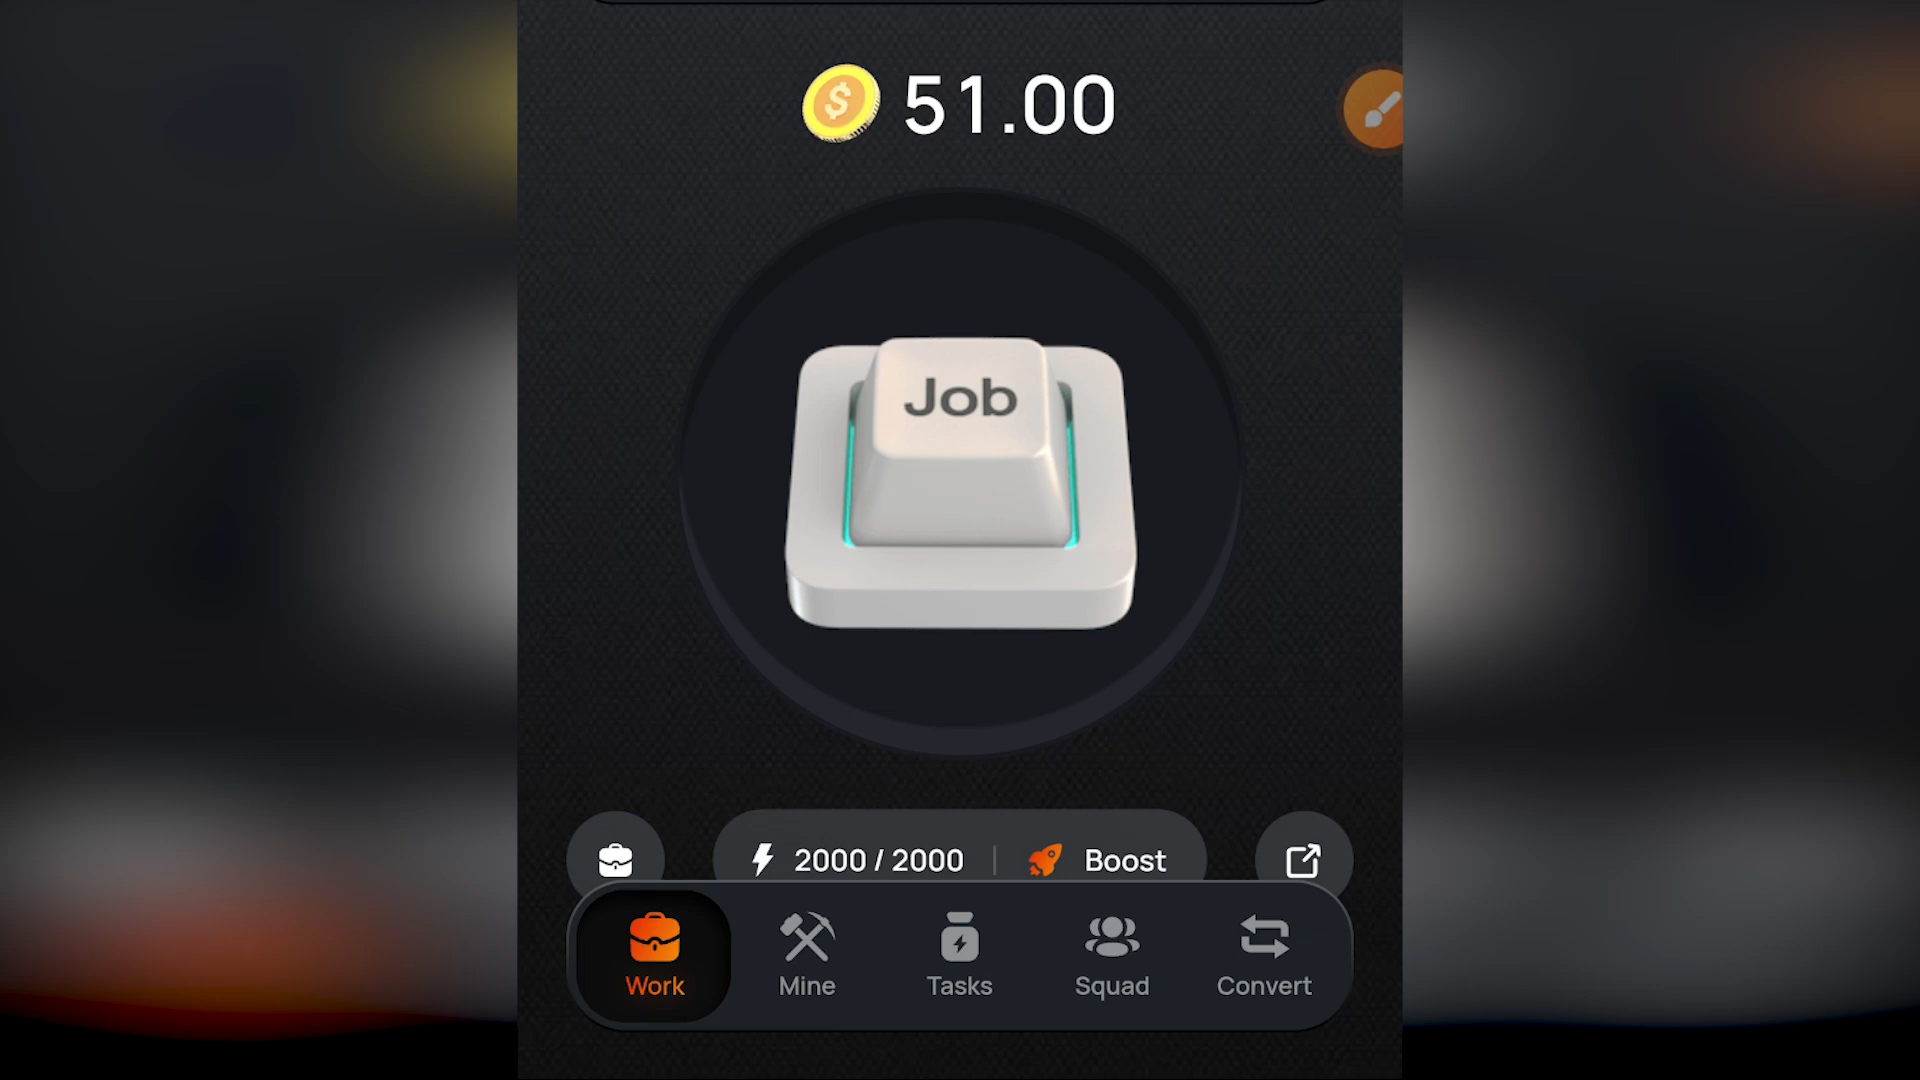 51.00
Job
2000 / 2000 | Boost
Work
Mine
Tasks
Squad
Convert